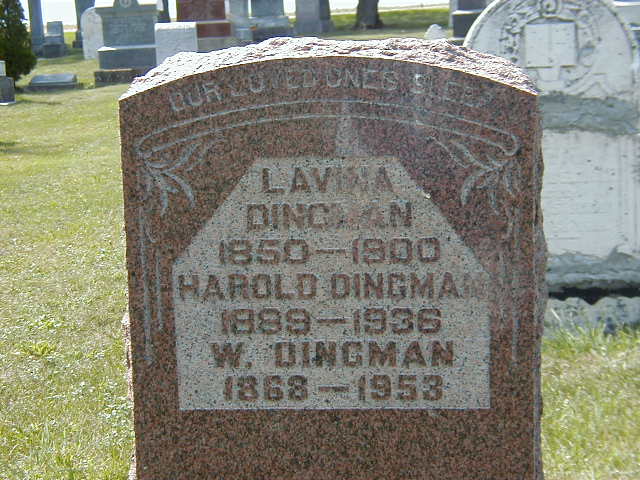 OUR LOVED ONES SLEEP
LAVINA
DINGMAN
1850—1900
HAROLD DINGMAN
1889—1936
W. DINGMAN
1868—1953